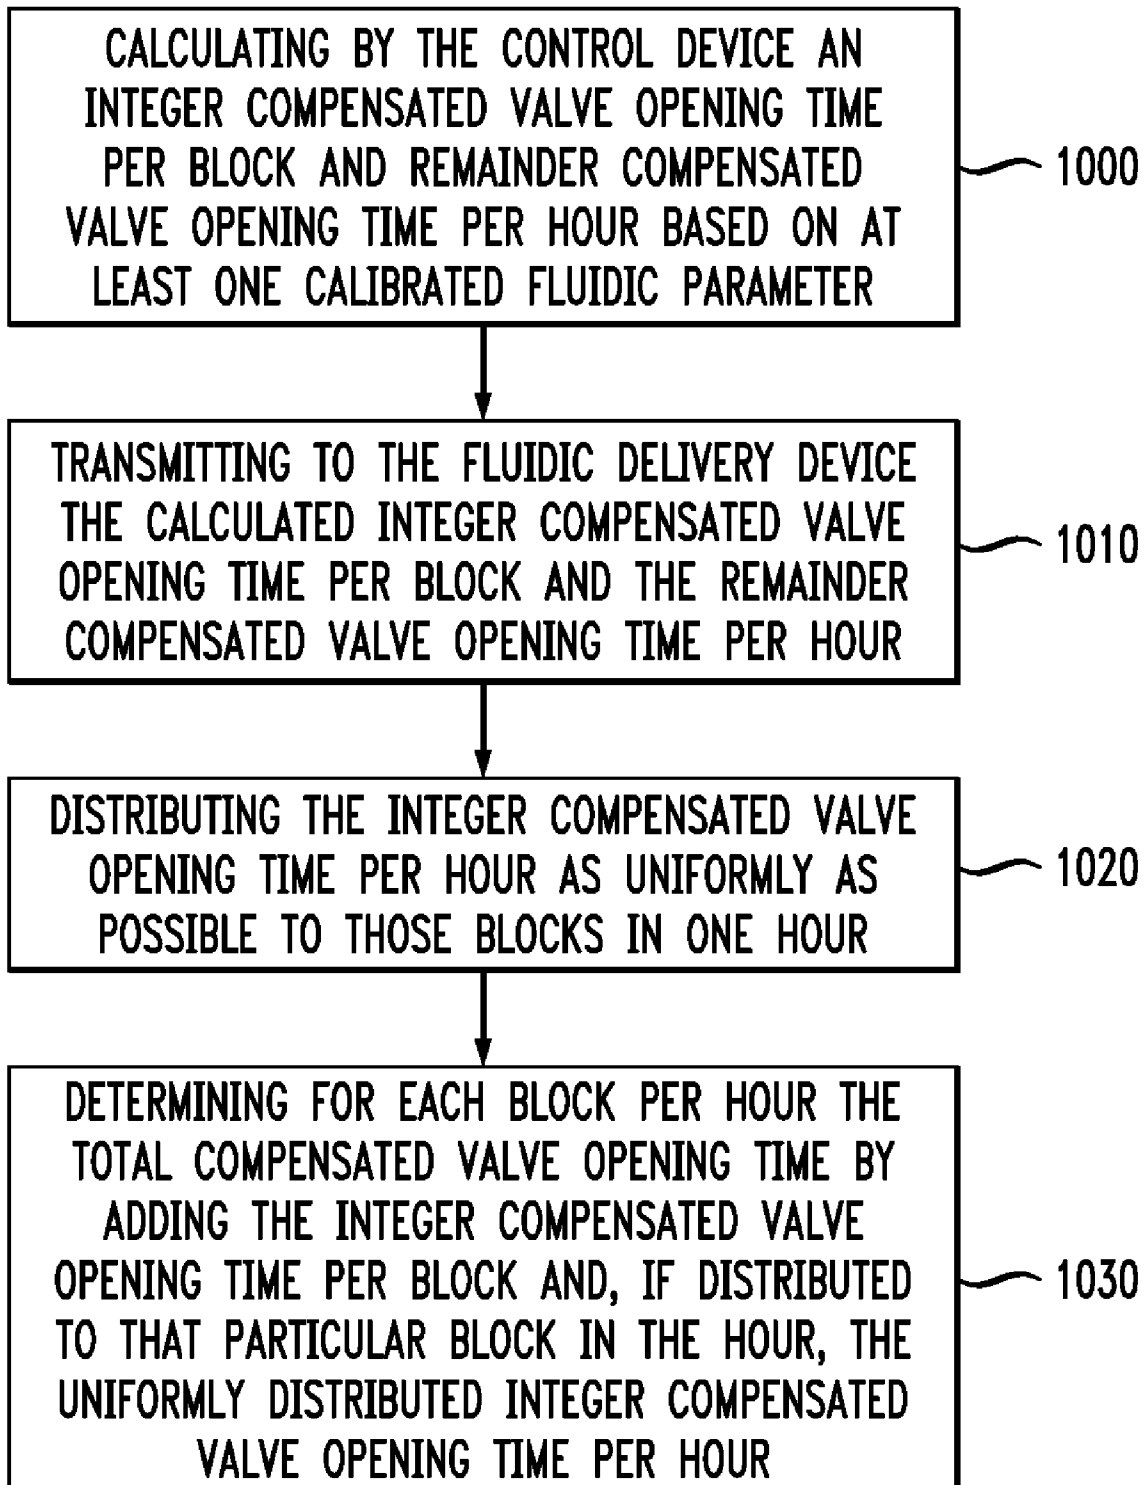 CALCULATING BY THE CONTROL DEVICE AN
INTEGER COMPENSATED VALVE OPENING TIME
PER BLOCK AND REMAINDER COMPENSATED
VALVE OPENING TIME PER HOUR BASED ON AT
LEAST ONE CALIBRATED FLUIDIC PARAMETER
1000
TRANSMITTING TO THE FLUIDIC DELIVERY DEVICE
THE CALCULATED INTEGER COMPENSATED VALVE
OPENING TIME PER BLOCK AND THE REMAINDER
COMPENSATED VALVE OPENING TIME PER HOUR
1010
DISTRIBUTING THE INTEGER COMPENSATED VALVE
OPENING TIME PER HOUR AS UNIFORMLY AS
POSSIBLE TO THOSE BLOCKS IN ONE HOUR
1020
DETERMINING FOR EACH BLOCK PER HOUR THE
TOTAL COMPENSATED VALVE OPENING TIME BY
ADDING THE INTEGER COMPENSATED VALVE
OPENING TIME PER BLOCK AND, IF DISTRIBUTED
TO THAT PARTICULAR BLOCK IN THE HOUR, THE
UNIFORMLY DISTRIBUTED INTEGER COMPENSATED
VALVE OPENING TIME PER HOUR
1030